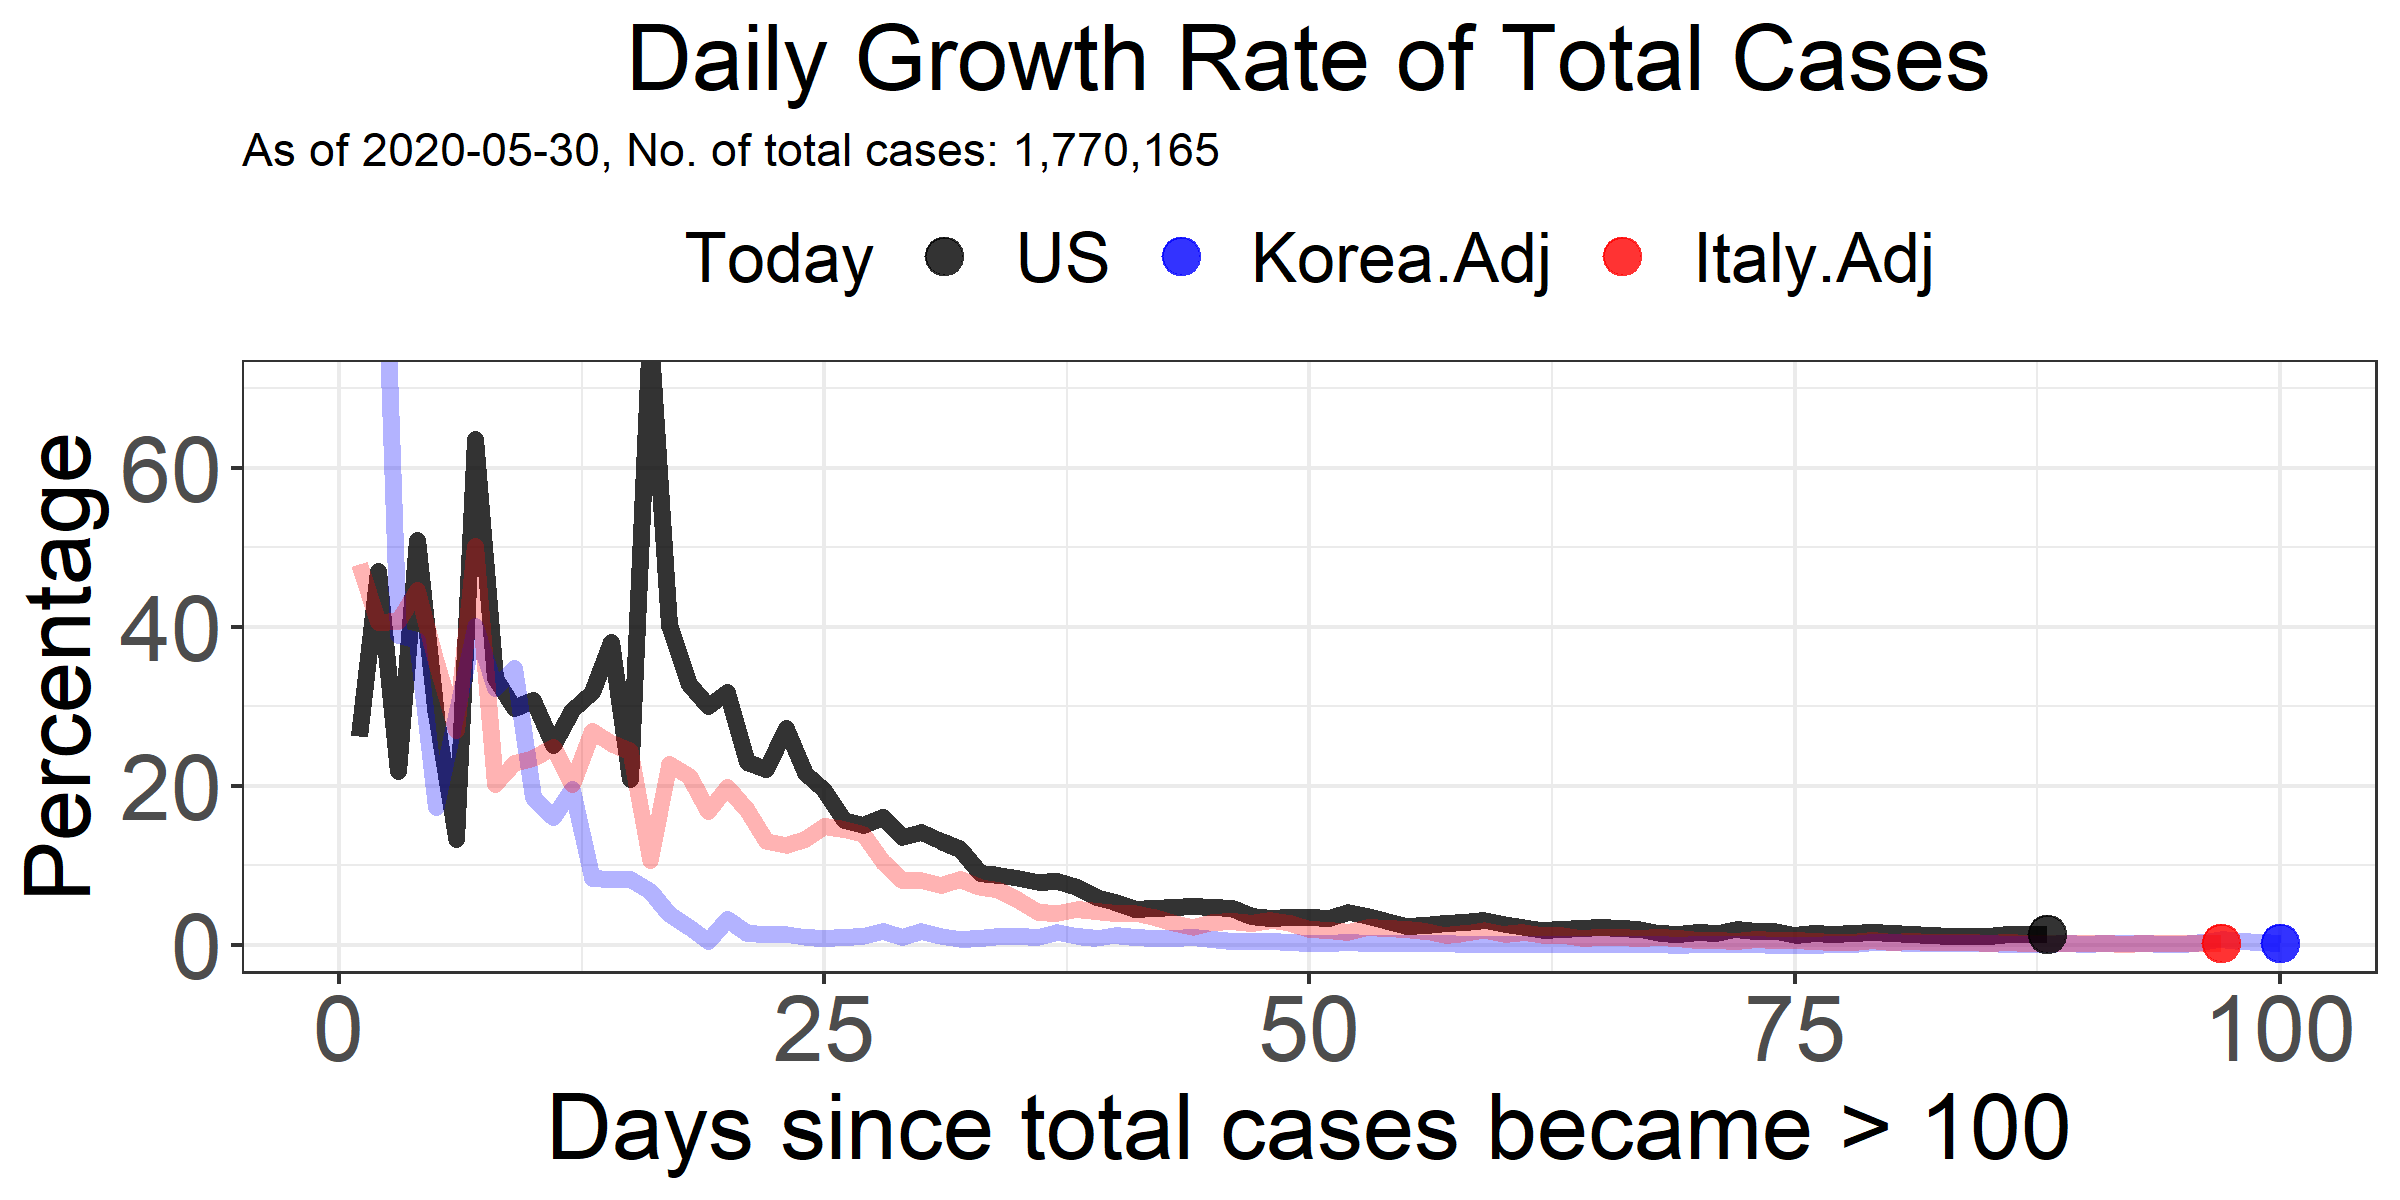 Daily Growth Rate of Total Cases
As of 2020-05-30, No. of total cases: 1,770,165
Today US Korea.Adj Italy.Adj
Percentage
60
40
20
0
0 25 50 75 100
Days since total cases became > 100